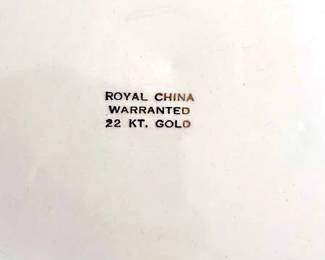 ROYAL CHINA
WARRANTED
22 KT. GOLD